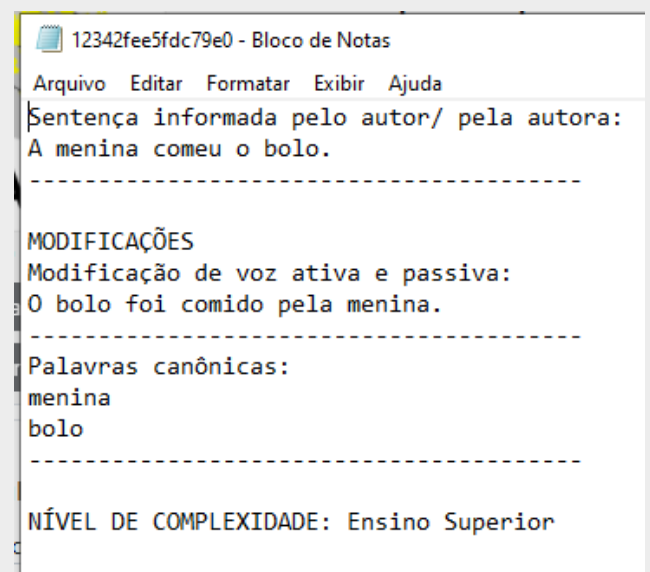 12342fee5fdc79e0 - Bloco de Notas
Arquivo Editar Formatar Exibir Ajuda
Sentença informada pelo autor/ pela autora:
A menina comeu o bolo.
----------------------------------------
MODIFICAÇÕES
Modificação de voz ativa e passiva:
O bolo foi comido pela menina.
----------------------------------------
Palavras canônicas:
menina
bolo
----------------------------------------
NÍVEL DE COMPLEXIDADE: Ensino Superior